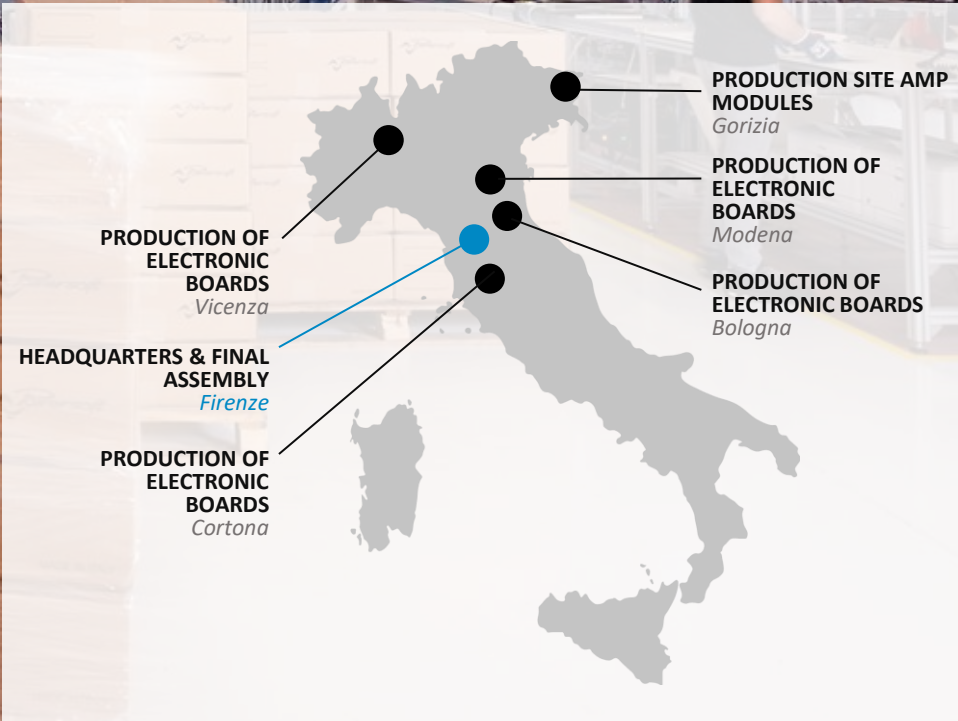 PRODUCTION SITE AMP
MODULES
Gorizia
PRODUCTION OF
ELECTRONIC
BOARDS
Modena
PRODUCTION OF
ELECTRONIC BOARDS
Bologna
PRODUCTION OF
ELECTRONIC
BOARDS
Vicenza
HEADQUARTERS & FINAL
ASSEMBLY
Firenze
PRODUCTION OF
ELECTRONIC
BOARDS
Cortona